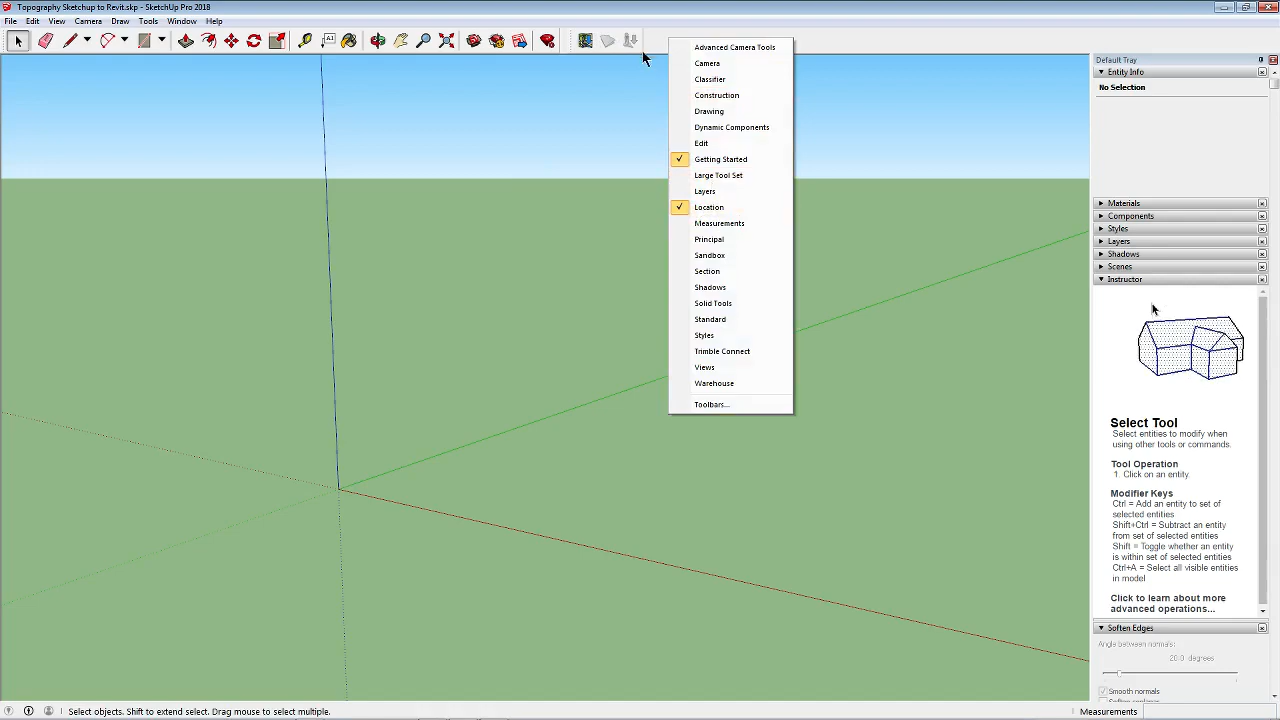 Topography Sketchup to Revit.skp - SketchUp Pro 2018
File Edit View Camera Draw Tools Window Help
Advanced Camera Tools
Camera
Classifier
Construction
Drawing
Dynamic Components
Edit
Getting Started
Large Tool Set
Layers
Location
Measurements
Principal
Sandbox
Section
Shadows
Solid Tools
Standard
Styles
Trimble Connect
Views
Warehouse
Toolbars...
Default Tray
Entity Info
No Selection
Materials
Components
Styles
Layers
Shadows
Scenes
Instructor
Select Tool
Select entities to modify when
using other tools or commands.
Tool Operation
1. Click on an entity.
Modifier Keys
Ctrl = Add an entity to set of
selected entities
Shift+Ctrl = Subtract an entity
from set of selected entities
Shift = Toggle whether an entity
is within set of selected entities
Ctrl+A = Select all visible entities
in model
Click to learn about more
advanced operations...
Soften Edges
Angle between normals:
20.0 degrees
Smooth normals
Select objects. Shift to extend select. Drag mouse to select multiple.
Measurements